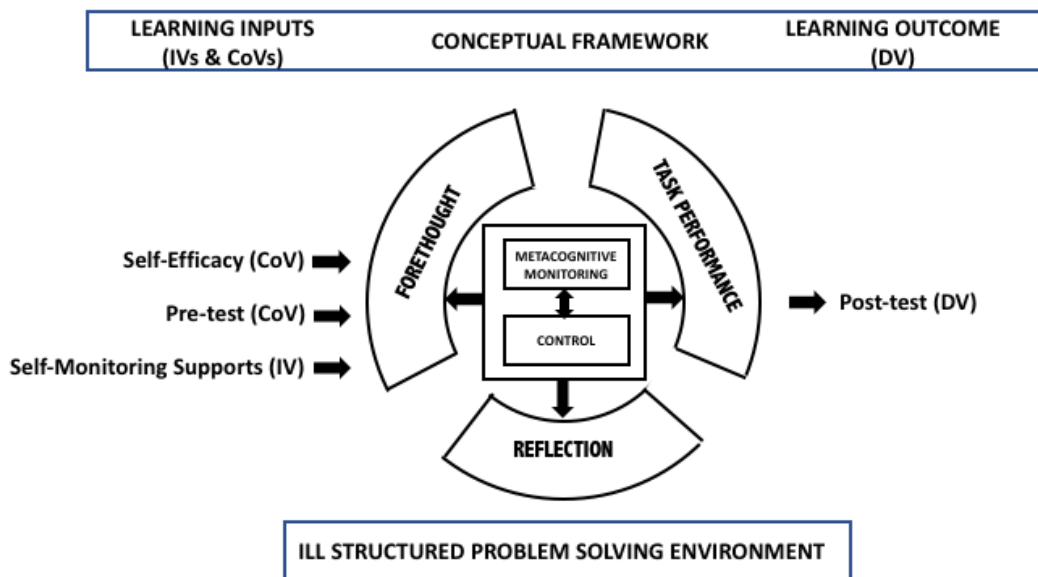 LEARNING INPUTS
(IVs & CoVs)
CONCEPTUAL FRAMEWORK
LEARNING OUTCOME
(DV)
FORETHOUGHT
TASK PERFORMANCE
METACOGNITIVE
MONITORING
CONTROL
REFLECTION
Self-Efficacy (CoV)
Pre-test (CoV)
Self-Monitoring Supports (IV)
Post-test (DV)
ILL STRUCTURED PROBLEM SOLVING ENVIRONMENT